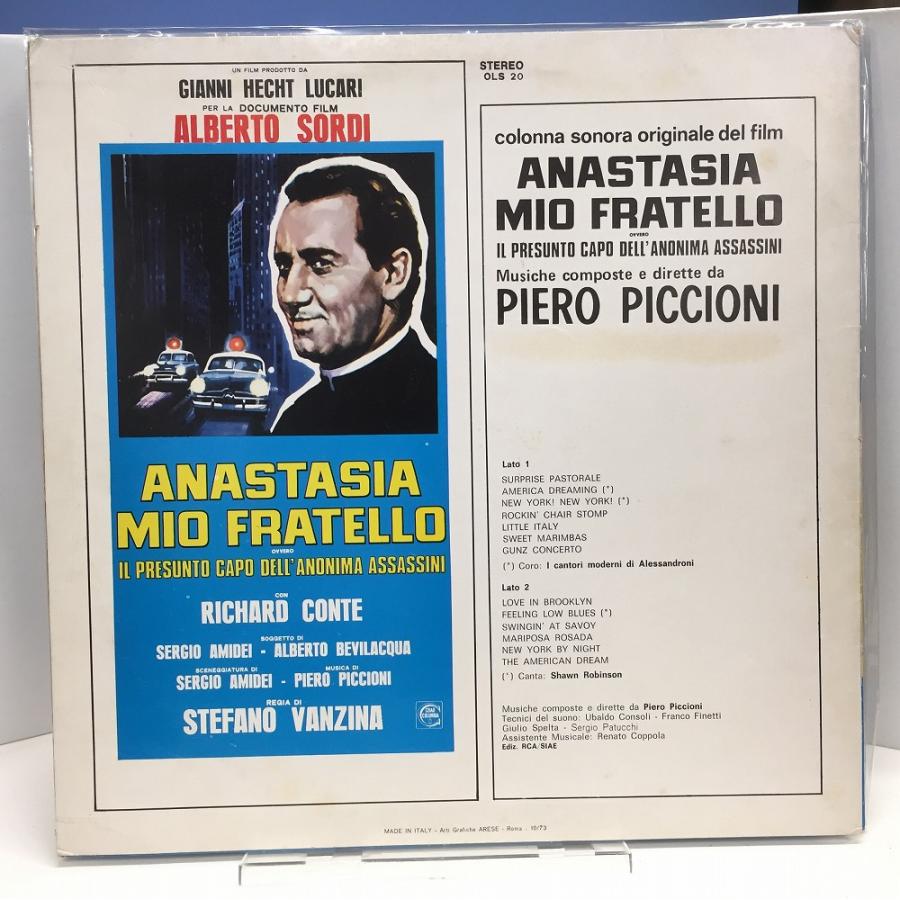 UN FILM PRODOTTO DA
GIANNI HECHT LUCARI
PER LA DOCUMENTO FILM
ALBERTO SORDI
ANASTASIA
MIO FRATELLO
OVVERO
IL PRESUNTO CAPO DELL'ANONIMA ASSASSINI
CON
RICHARD CONTE
SOGGETTO DI
SERGIO AMIDEI - ALBERTO BEVILACQUA
SCENEGGIATURA DI MUSICA DI
SERGIO AMIDEI - PIERO PICCIONI
REGIA DI
STEFANO VANZINA
STEREO
OLS 20
colonna sonora originale del film
ANASTASIA
MIO FRATELLO
OVVERO
IL PRESUNTO CAPO DELL'ANONIMA ASSASSINI
Musiche composte e dirette da
PIERO PICCIONI
Lato 1
SURPRISE PASTORALE
AMERICA DREAMING (*)
NEW YORK! NEW YORK! (*)
ROCKIN' CHAIR STOMP
LITTLE ITALY
SWEET MARIMBAS
GUNZ CONCERTO
(*) Coro: I cantori moderni di Alessandroni
Lato 2
LOVE IN BROOKLYN
FEELING LOW BLUES (*)
SWINGIN' AT SAVOY
MARIPOSA ROSADA
NEW YORK BY NIGHT
THE AMERICAN DREAM
(*) Canta: Shawn Robinson
Musiche composte e dirette da Piero Piccioni
Tecnici del suono: Ubaldo Consoli - Franco Finetti
Giulio Spelta - Sergio Patucchi
Assistente Musicale: Renato Coppola
Ediz. RCA/SIAE
MADE IN ITALY - Arti Grafiche ARESE - Roma - 10/73